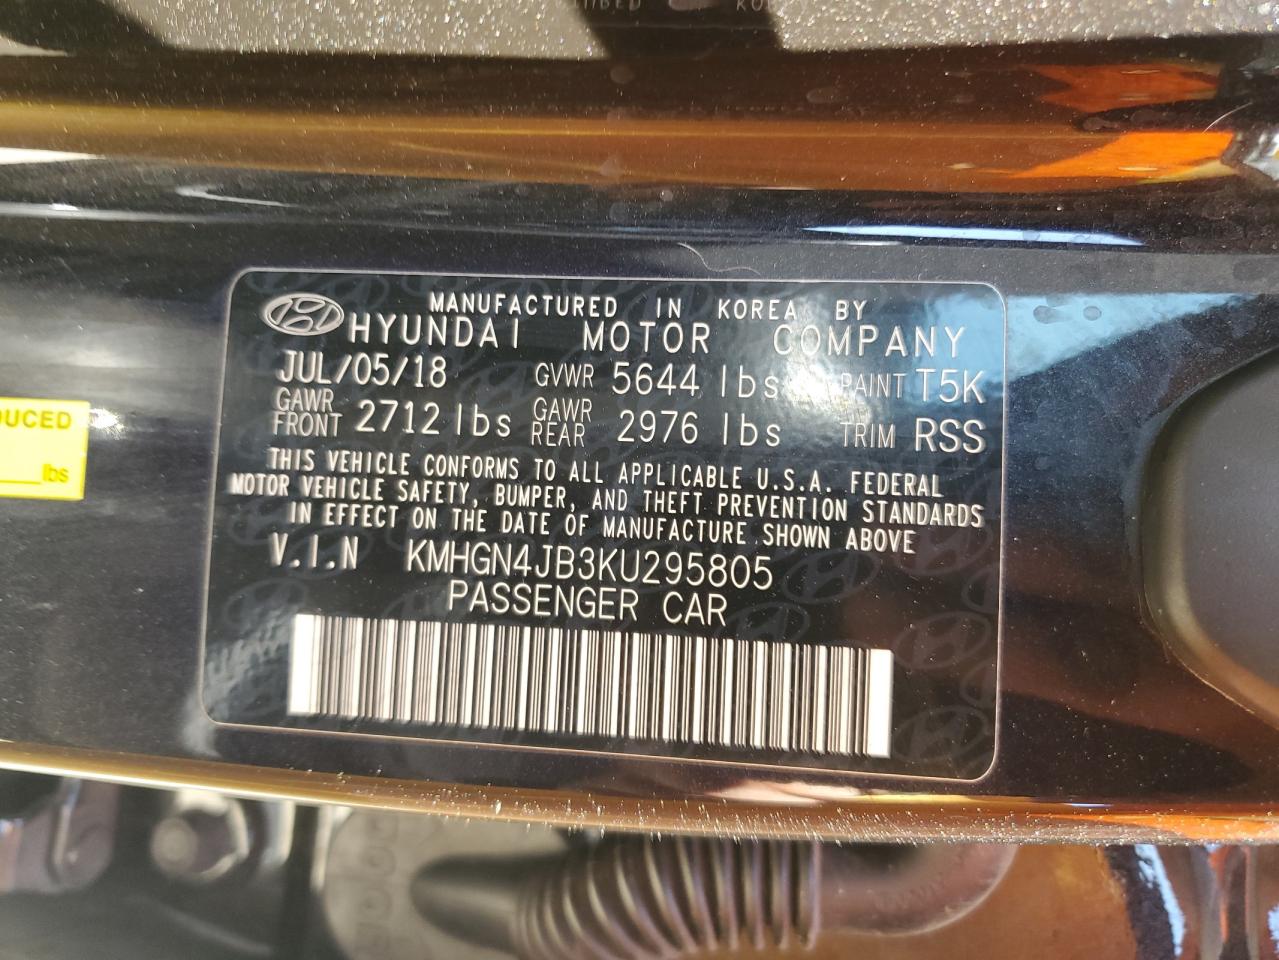 MANUFACTURED IN KOREA BY
HYUNDAI MOTOR COMPANY
JUL/05/18 GVWR 5644 lbs PAINT T5K
GAWR FRONT 2712 lbs GAWR REAR 2976 lbs TRIM RSS
THIS VEHICLE CONFORMS TO ALL APPLICABLE U.S.A. FEDERAL
MOTOR VEHICLE SAFETY, BUMPER, AND THEFT PREVENTION STANDARDS
IN EFFECT ON THE DATE OF MANUFACTURE SHOWN ABOVE
V.I.N KMHGN4JB3KU295805
PASSENGER CAR
DUCED
lbs